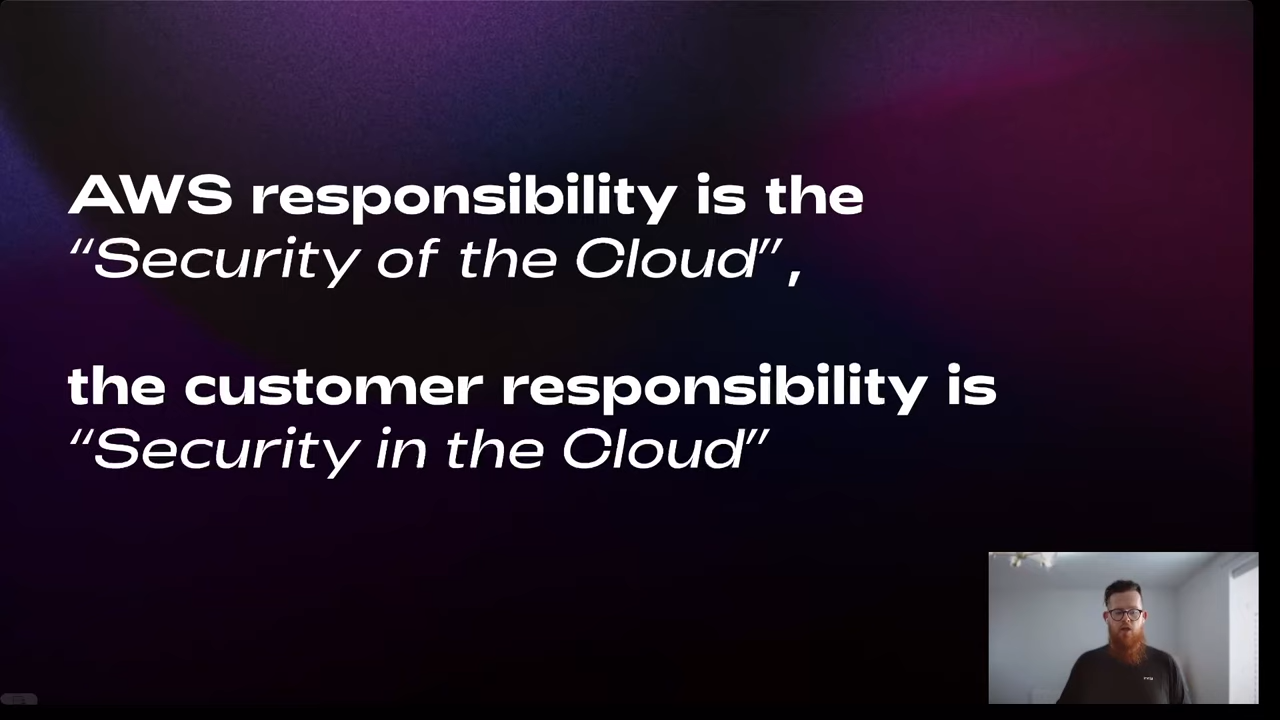 AWS responsibility is the
“Security of the Cloud”,
the customer responsibility is
“Security in the Cloud”